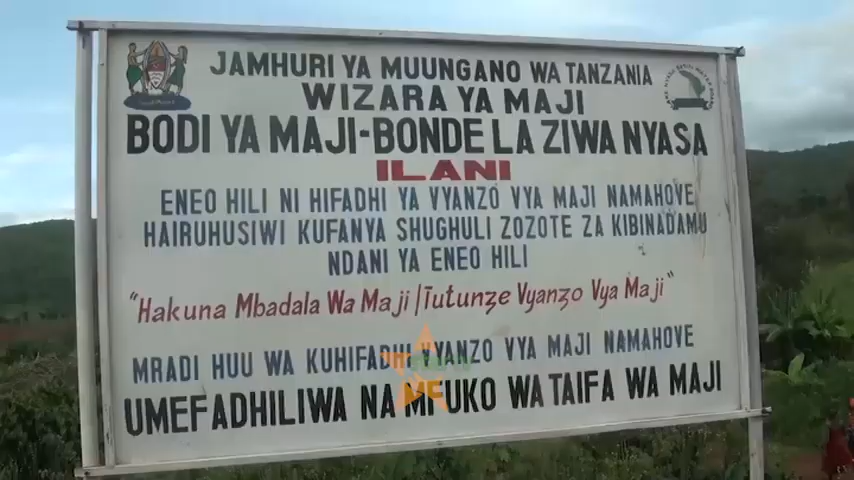 JAMHURI YA MUUNGANO WA TANZANIA
WIZARA YA MAJI
BODI YA MAJI-BONDE LA ZIWA NYASA
ILANI
ENEO HILI NI HIFADHI YA VYANZO VYA MAJI NAMAHOVE
HAIRUHUSIWI KUFANYA SHUGHULI ZOZOTE ZA KIBINADAMU
NDANI YA ENEO HILI
"Hakuna Mbadala Wa Maji/Tutunze Vyanzo Vya Maji"
MRADI HUU WA KUHIFADHI VYANZO VYA MAJI NAMAHOVE
UMEFADHILIWA NA MFUKO WA TAIFA WA MAJI